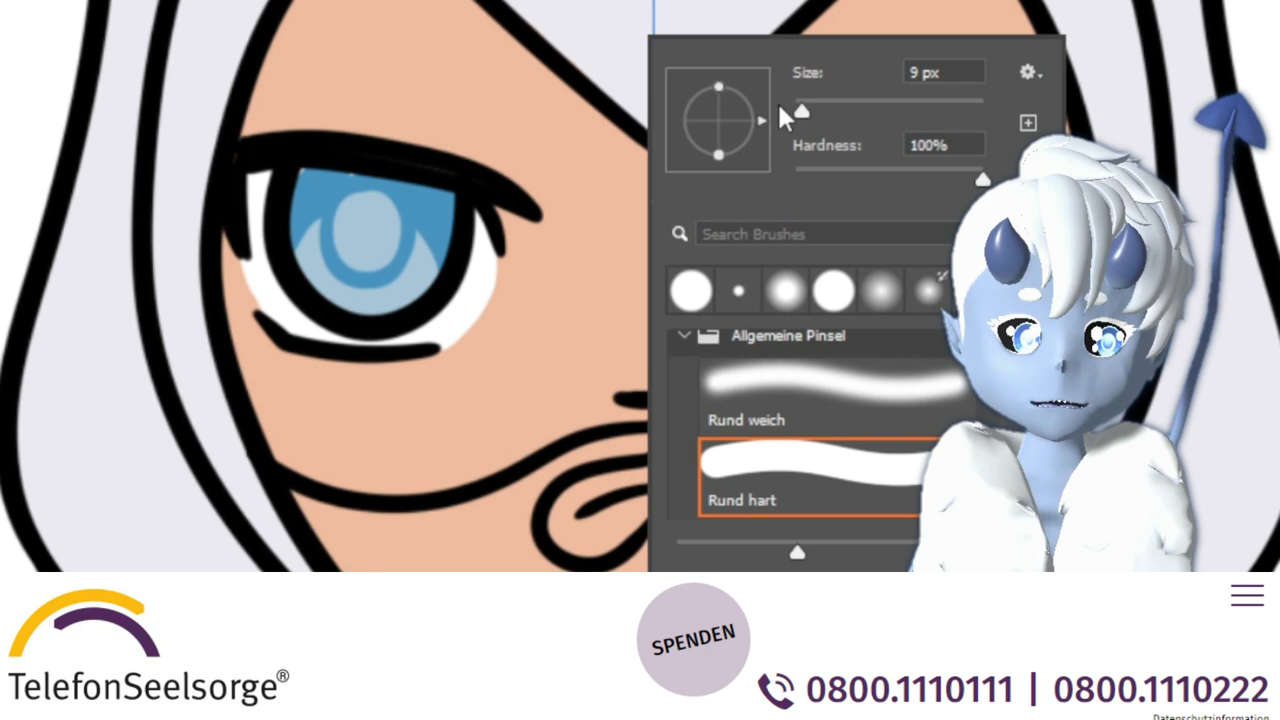 Size: 9 px
Hardness: 100%
Search Brushes
Allgemeine Pinsel
Rund weich
Rund hart
SPENDEN
TelefonSeelsorge®
0800.1110111 | 0800.1110222
Datenschutzinformation